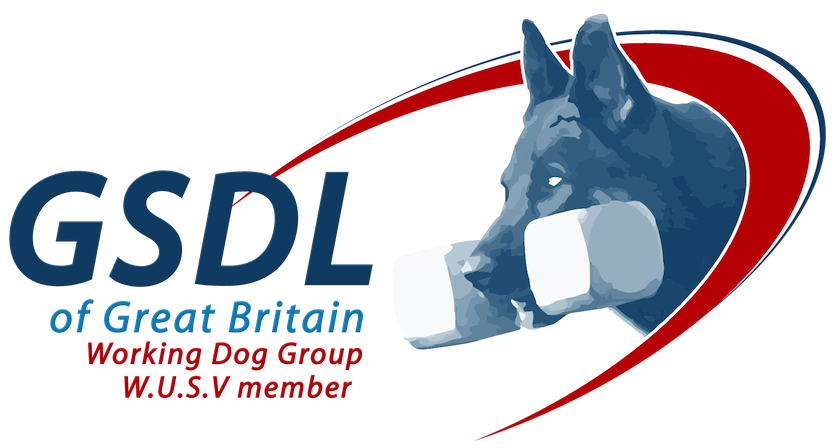 GSDL
of Great Britain
Working Dog Group
W.U.S.V member